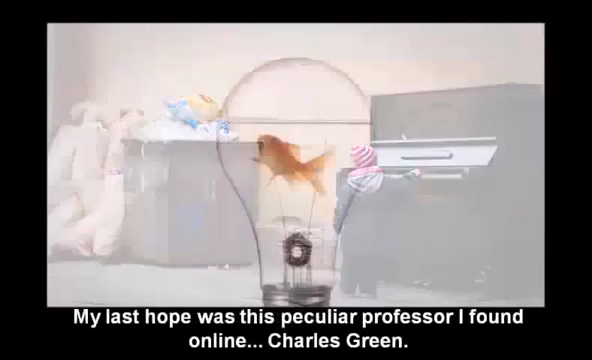 My last hope was this peculiar professor I found
online... Charles Green.